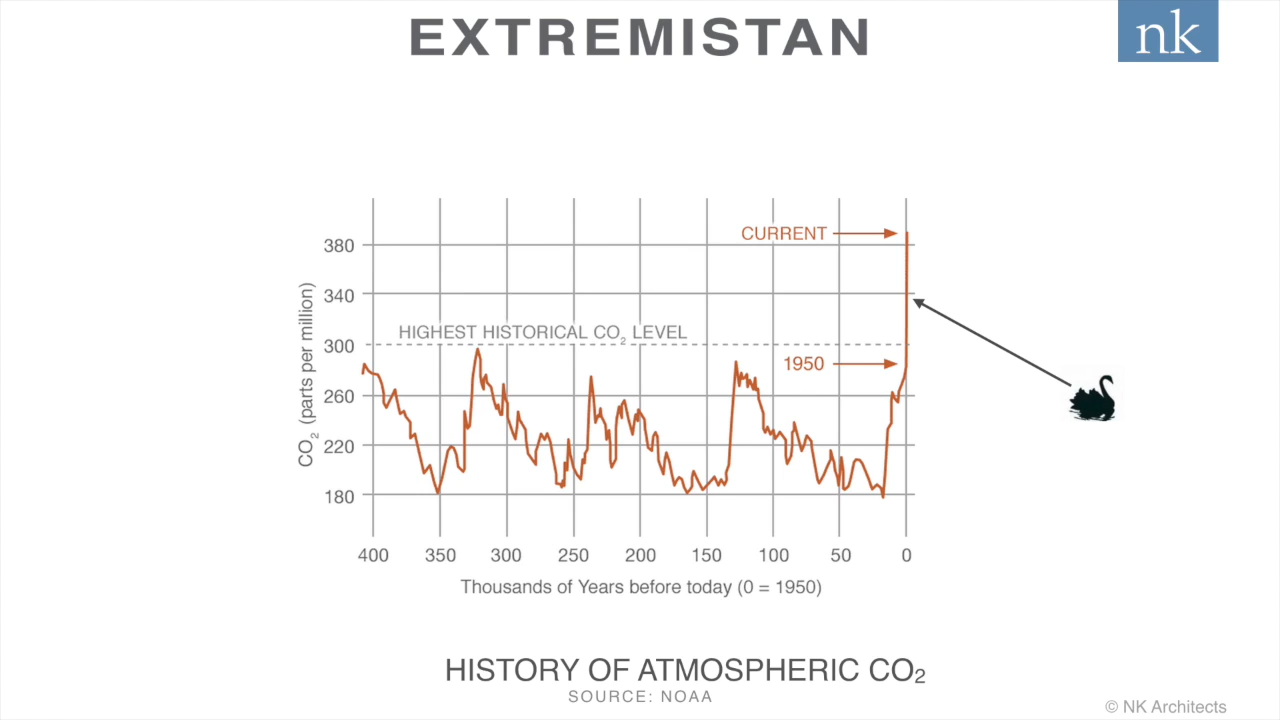 EXTREMISTAN
nk
CURRENT
380
340
HIGHEST HISTORICAL CO₂ LEVEL
300
1950
260
220
180
CO₂ (parts per million)
400 350 300 250 200 150 100 50 0
Thousands of Years before today (0 = 1950)
HISTORY OF ATMOSPHERIC CO₂
SOURCE: NOAA
© NK Architects